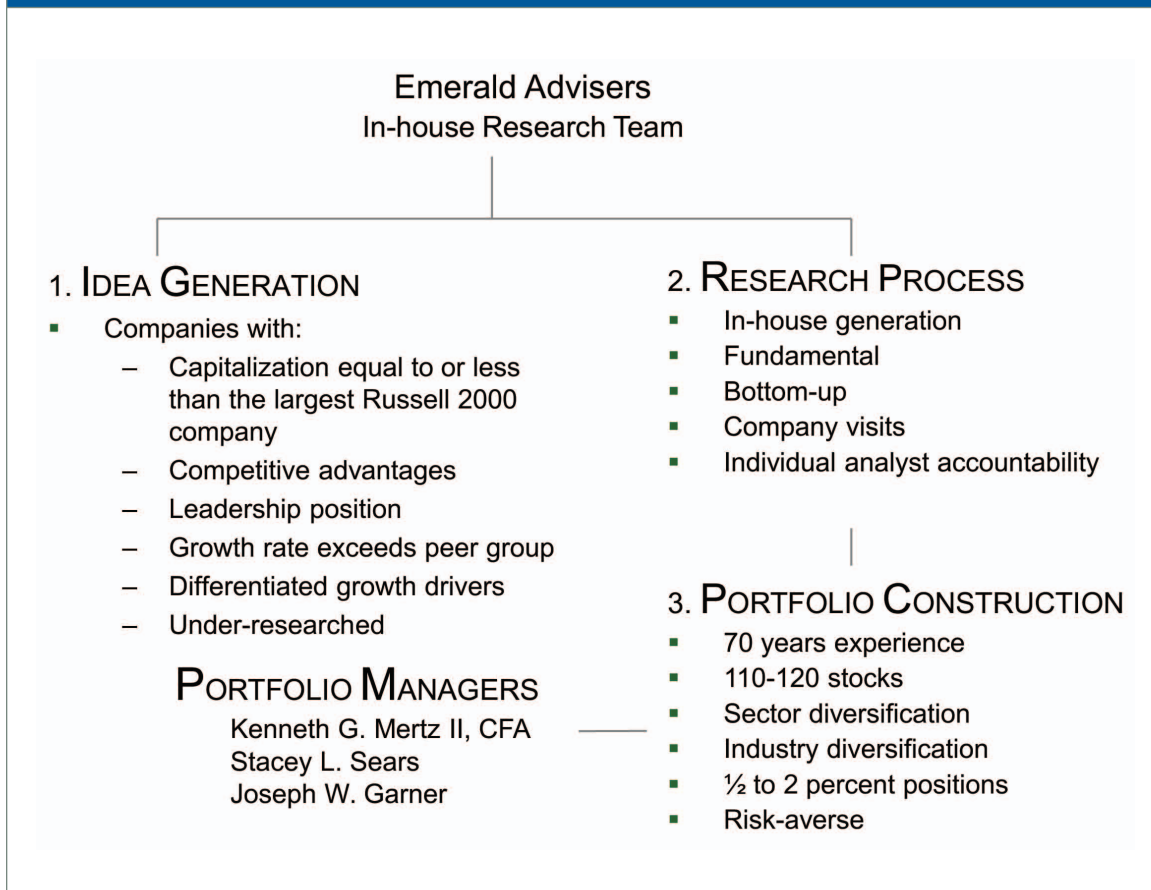 Emerald Advisers
In-house Research Team
1. IDEA GENERATION
▪ Companies with:
– Capitalization equal to or less
than the largest Russell 2000
company
– Competitive advantages
– Leadership position
– Growth rate exceeds peer group
– Differentiated growth drivers
– Under-researched
PORTFOLIO MANAGERS
Kenneth G. Mertz II, CFA
Stacey L. Sears
Joseph W. Garner
2. RESEARCH PROCESS
▪ In-house generation
▪ Fundamental
▪ Bottom-up
▪ Company visits
▪ Individual analyst accountability
3. PORTFOLIO CONSTRUCTION
▪ 70 years experience
▪ 110-120 stocks
▪ Sector diversification
▪ Industry diversification
▪ ½ to 2 percent positions
▪ Risk-averse